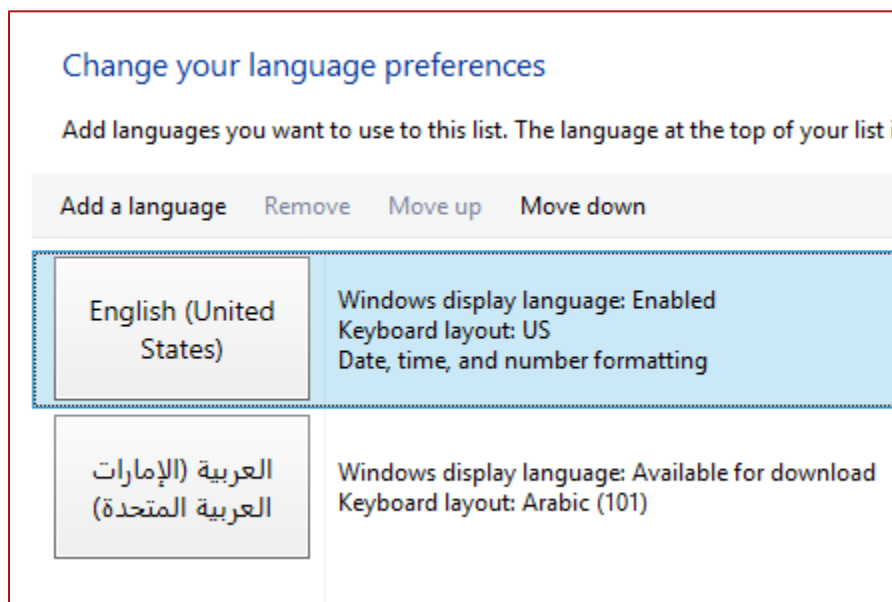 Change your language preferences
Add languages you want to use to this list. The language at the top of your list
Add a language Remove Move up Move down
English (United
States)
Windows display language: Enabled
Keyboard layout: US
Date, time, and number formatting
العربية (الإمارات
العربية المتحدة)
Windows display language: Available for download
Keyboard layout: Arabic (101)